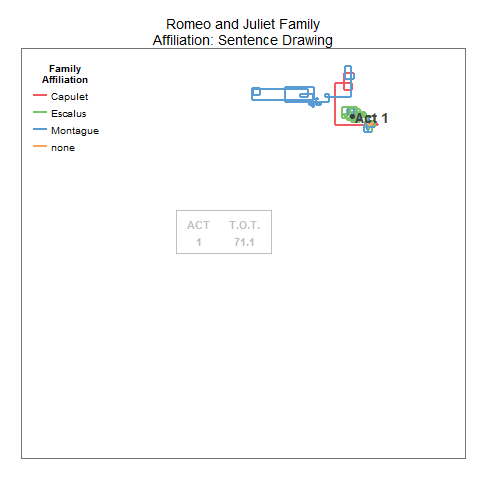 Romeo and Juliet Family
Affiliation: Sentence Drawing
Family
Affiliation
Capulet
Escalus
Montague
none
Act 1
ACT T.O.T.
1 71.1